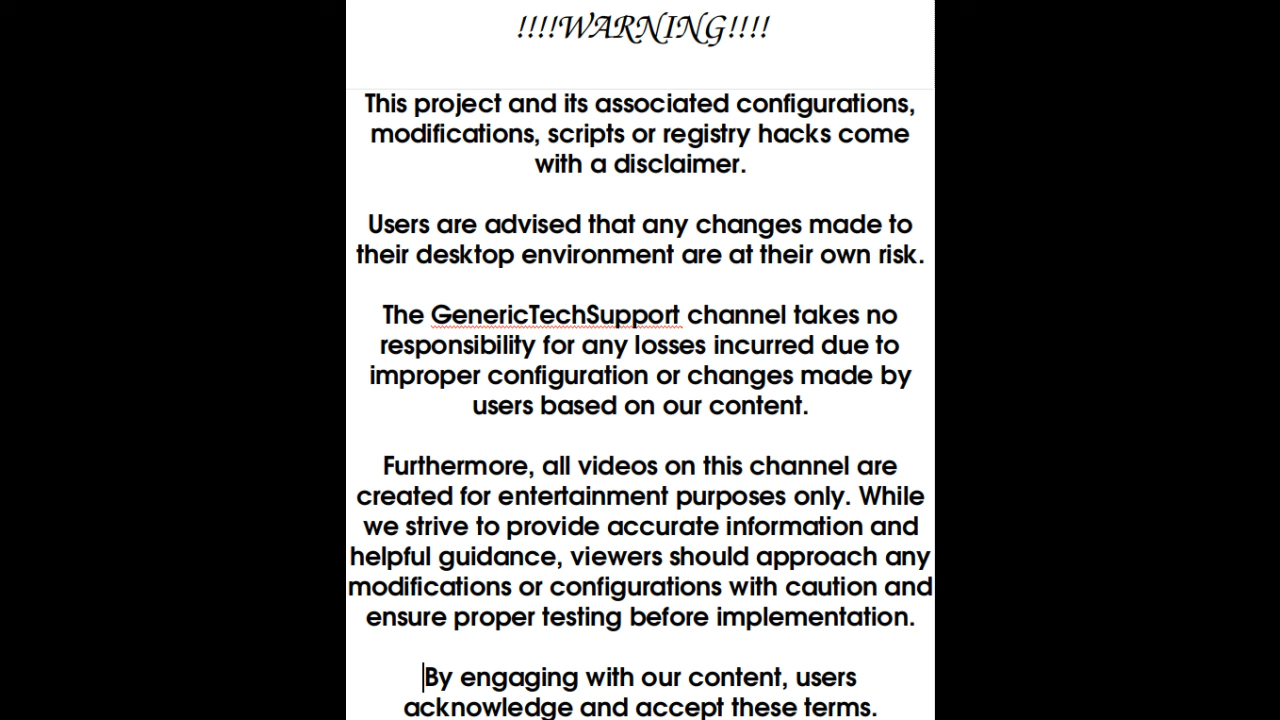 !!!!WARNING!!!!
This project and its associated configurations,
modifications, scripts or registry hacks come
with a disclaimer.
Users are advised that any changes made to
their desktop environment are at their own risk.
The GenericTechSupport channel takes no
responsibility for any losses incurred due to
improper configuration or changes made by
users based on our content.
Furthermore, all videos on this channel are
created for entertainment purposes only. While
we strive to provide accurate information and
helpful guidance, viewers should approach any
modifications or configurations with caution and
ensure proper testing before implementation.
By engaging with our content, users
acknowledge and accept these terms.